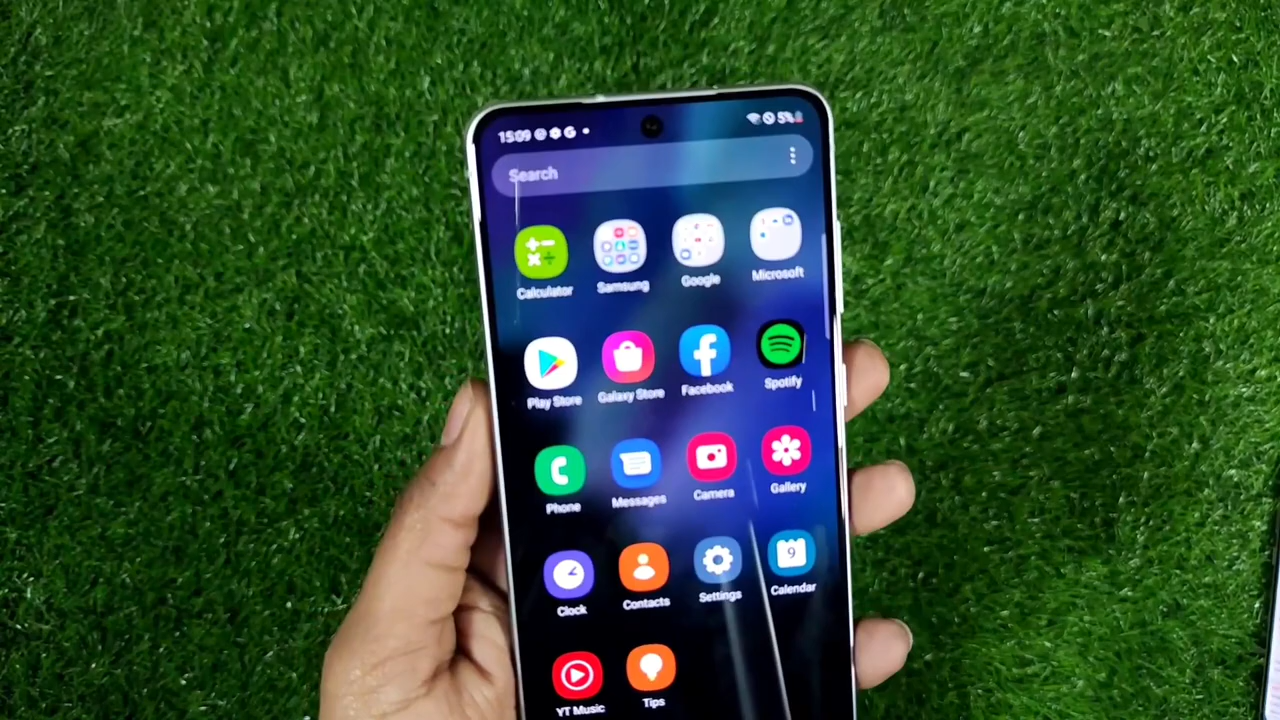 15:09 G 5%
Search
Calculator Samsung Google Microsoft
Play Store Galaxy Store Facebook Spotify
Phone Messages Camera Gallery
9
Clock Contacts Settings Calendar
YT Music Tips